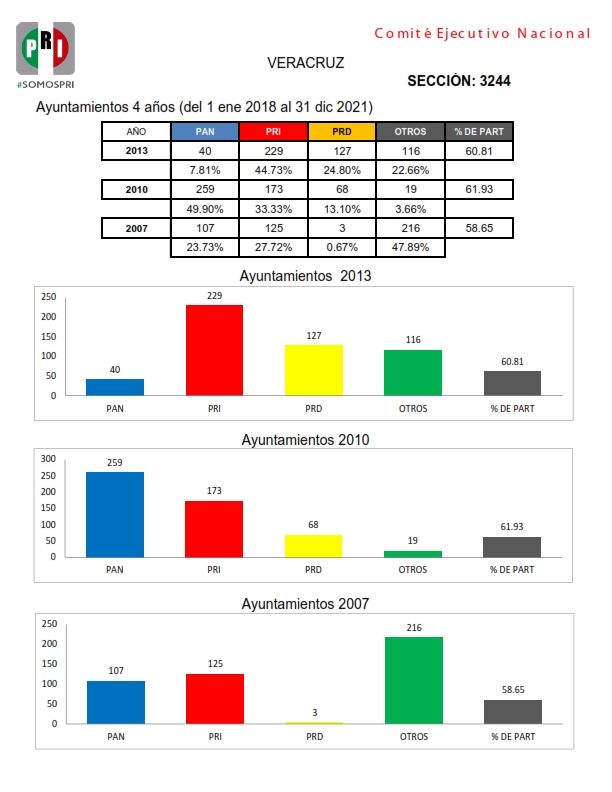 PRI
#SOMOSPRI
Comité Ejecutivo Nacional
VERACRUZ
SECCIÒN: 3244
Ayuntamientos 4 años (del 1 ene 2018 al 31 dic 2021)
AÑO PAN PRI PRD OTROS % DE PART
2013 40 229 127 116 60.81
7.81% 44.73% 24.80% 22.66%
2010 259 173 68 19 61.93
49.90% 33.33% 13.10% 3.66%
2007 107 125 3 216 58.65
23.73% 27.72% 0.67% 47.89%
Ayuntamientos 2013
250
200
150
100
50
0
40 229 127 116 60.81
PAN PRI PRD OTROS % DE PART
Ayuntamientos 2010
300
250
200
150
100
50
0
259 173 68 19 61.93
PAN PRI PRD OTROS % DE PART
Ayuntamientos 2007
250
200
150
100
50
0
107 125 3 216 58.65
PAN PRI PRD OTROS % DE PART